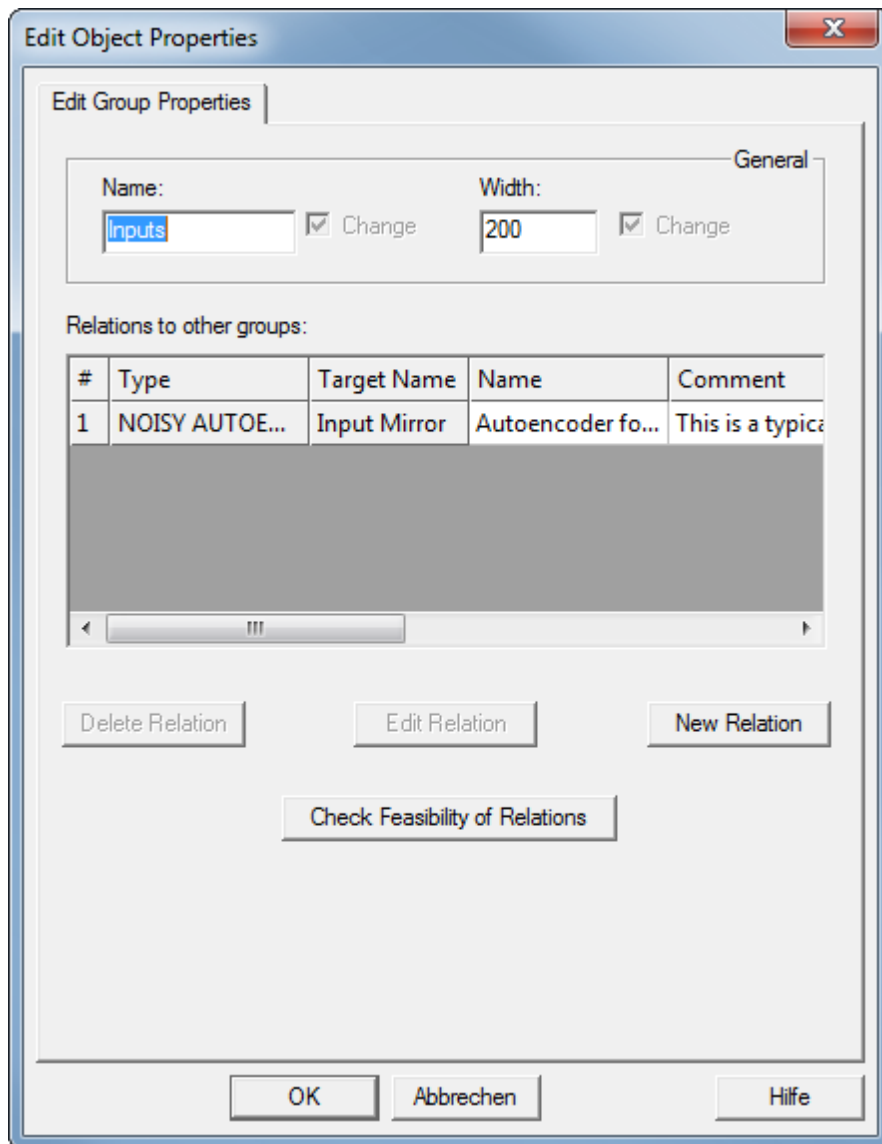 Edit Object Properties
Edit Group Properties
General
Name: Width:
Inputs Change 200 Change
Relations to other groups:
# Type Target Name Name Comment
1 NOISY AUTOE... Input Mirror Autoencoder fo... This is a typica
Delete Relation Edit Relation New Relation
Check Feasibility of Relations
OK Abbrechen Hilfe